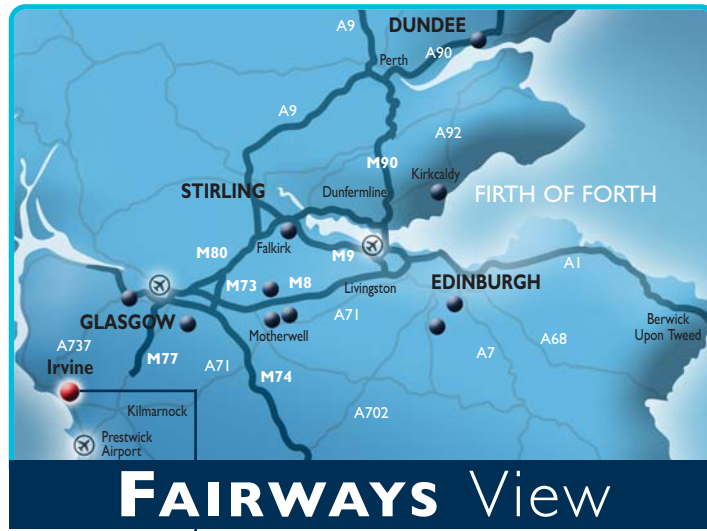 A9
DUNDEE
A90
Perth
A9
A92
M90
Kirkcaldy
STIRLING
Dunfermline
FIRTH OF FORTH
Falkirk
M80
M9
A1
M73
M8
Livingston
EDINBURGH
GLASGOW
Motherwell
A71
Berwick
Upon Tweed
A737
M77
A71
A7
A68
Irvine
M74
Kilmarnock
A702
Prestwick
Airport
FAIRWAYS View